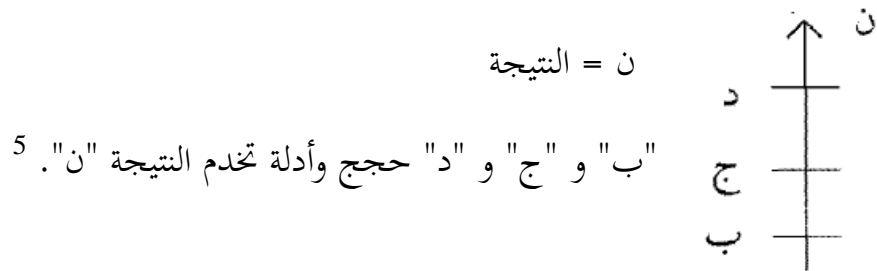 ن
ن = النتيجة
د
"ب" و "ج" و "د" حجج وأدلة تخدم النتيجة "ن". 5
ج
ب